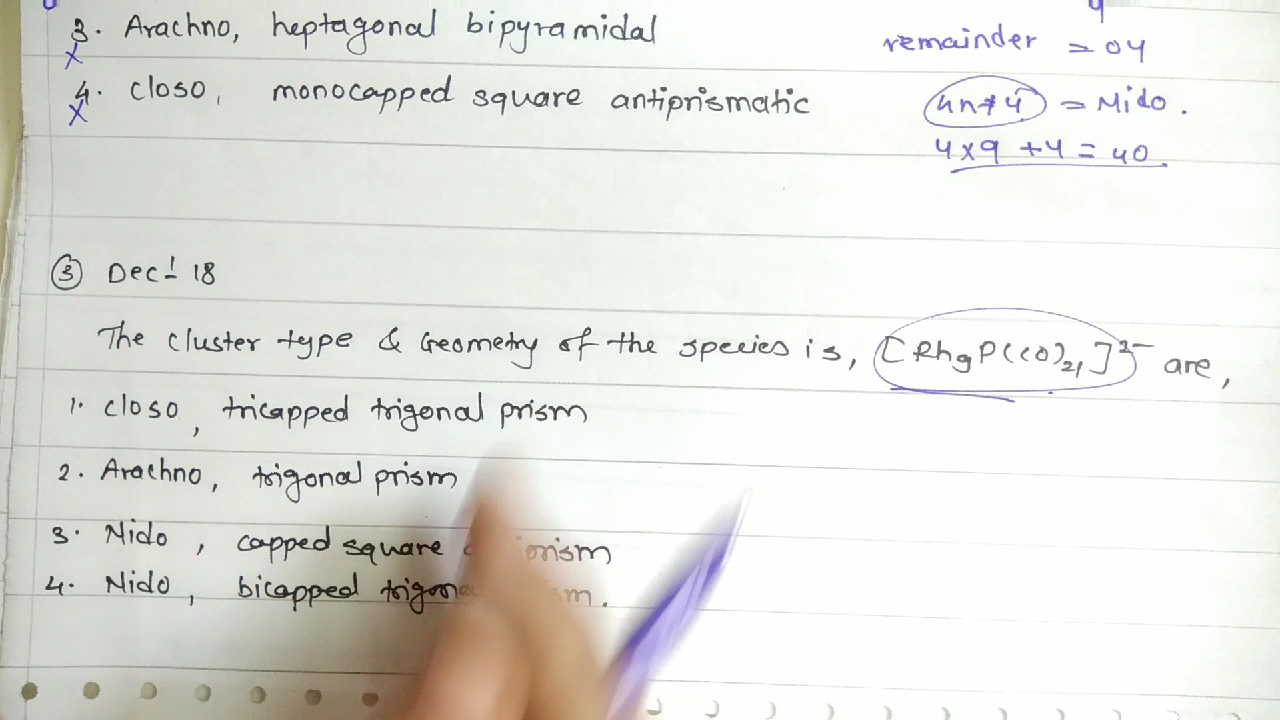 3. Arachno, heptagonal bipyramidal
remainder = 04
4. closo, monocapped square antiprismatic
4n+4 = Nido.
4x9 + 4 = 40
③ Dec! 18
The cluster type & Geometry of the species is, [Rh9P(CO)21]2- are,
1. closo, tricapped trigonal prism
2. Arachno, trigonal prism
3. Nido, capped square
4. Nido, bicapped